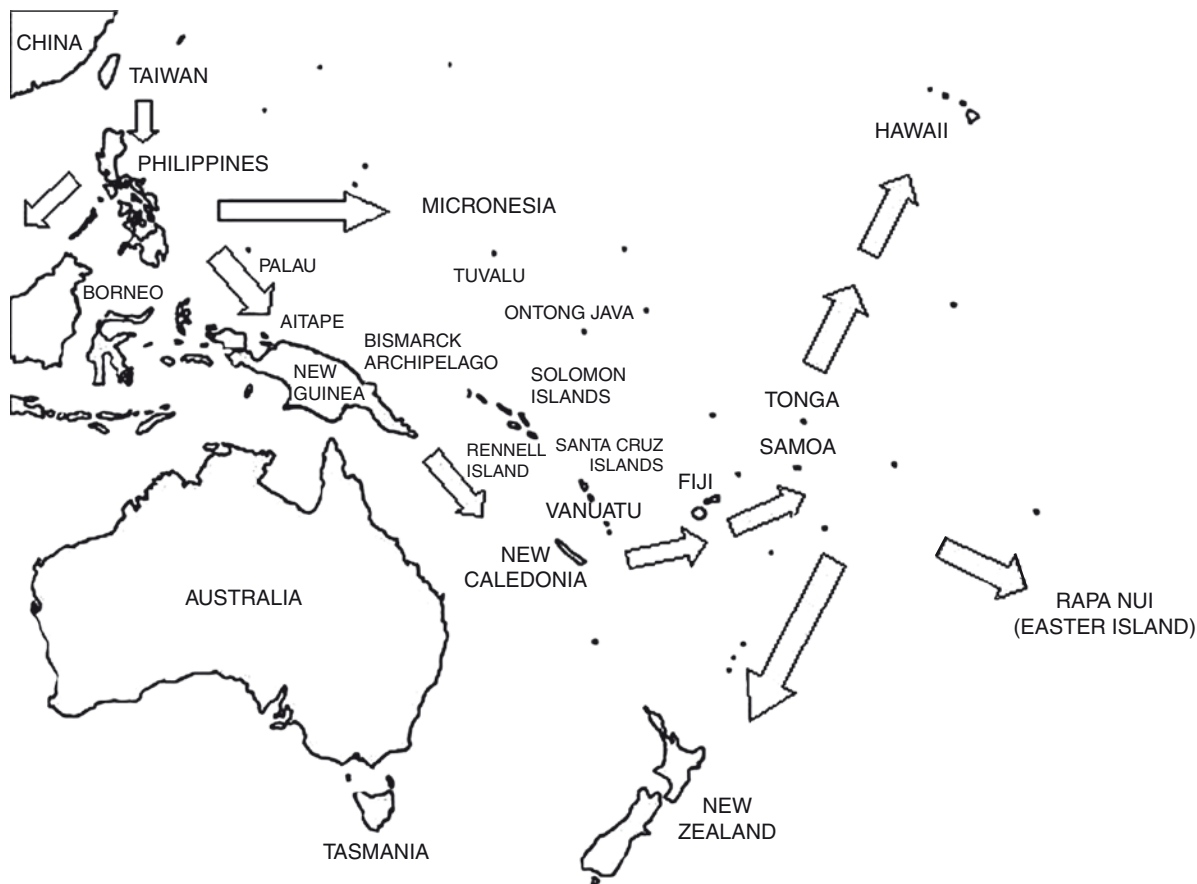 CHINA
TAIWAN
HAWAII
PHILIPPINES
MICRONESIA
PALAU
TUVALU
BORNEO
ONTONG JAVA
AITAPE
BISMARCK
ARCHIPELAGO
NEW
GUINEA
SOLOMON
ISLANDS
TONGA
SAMOA
RENNELL
ISLAND
SANTA CRUZ
ISLANDS
FIJI
VANUATU
NEW
CALEDONIA
AUSTRALIA
RAPA NUI
(EASTER ISLAND)
NEW
ZEALAND
TASMANIA